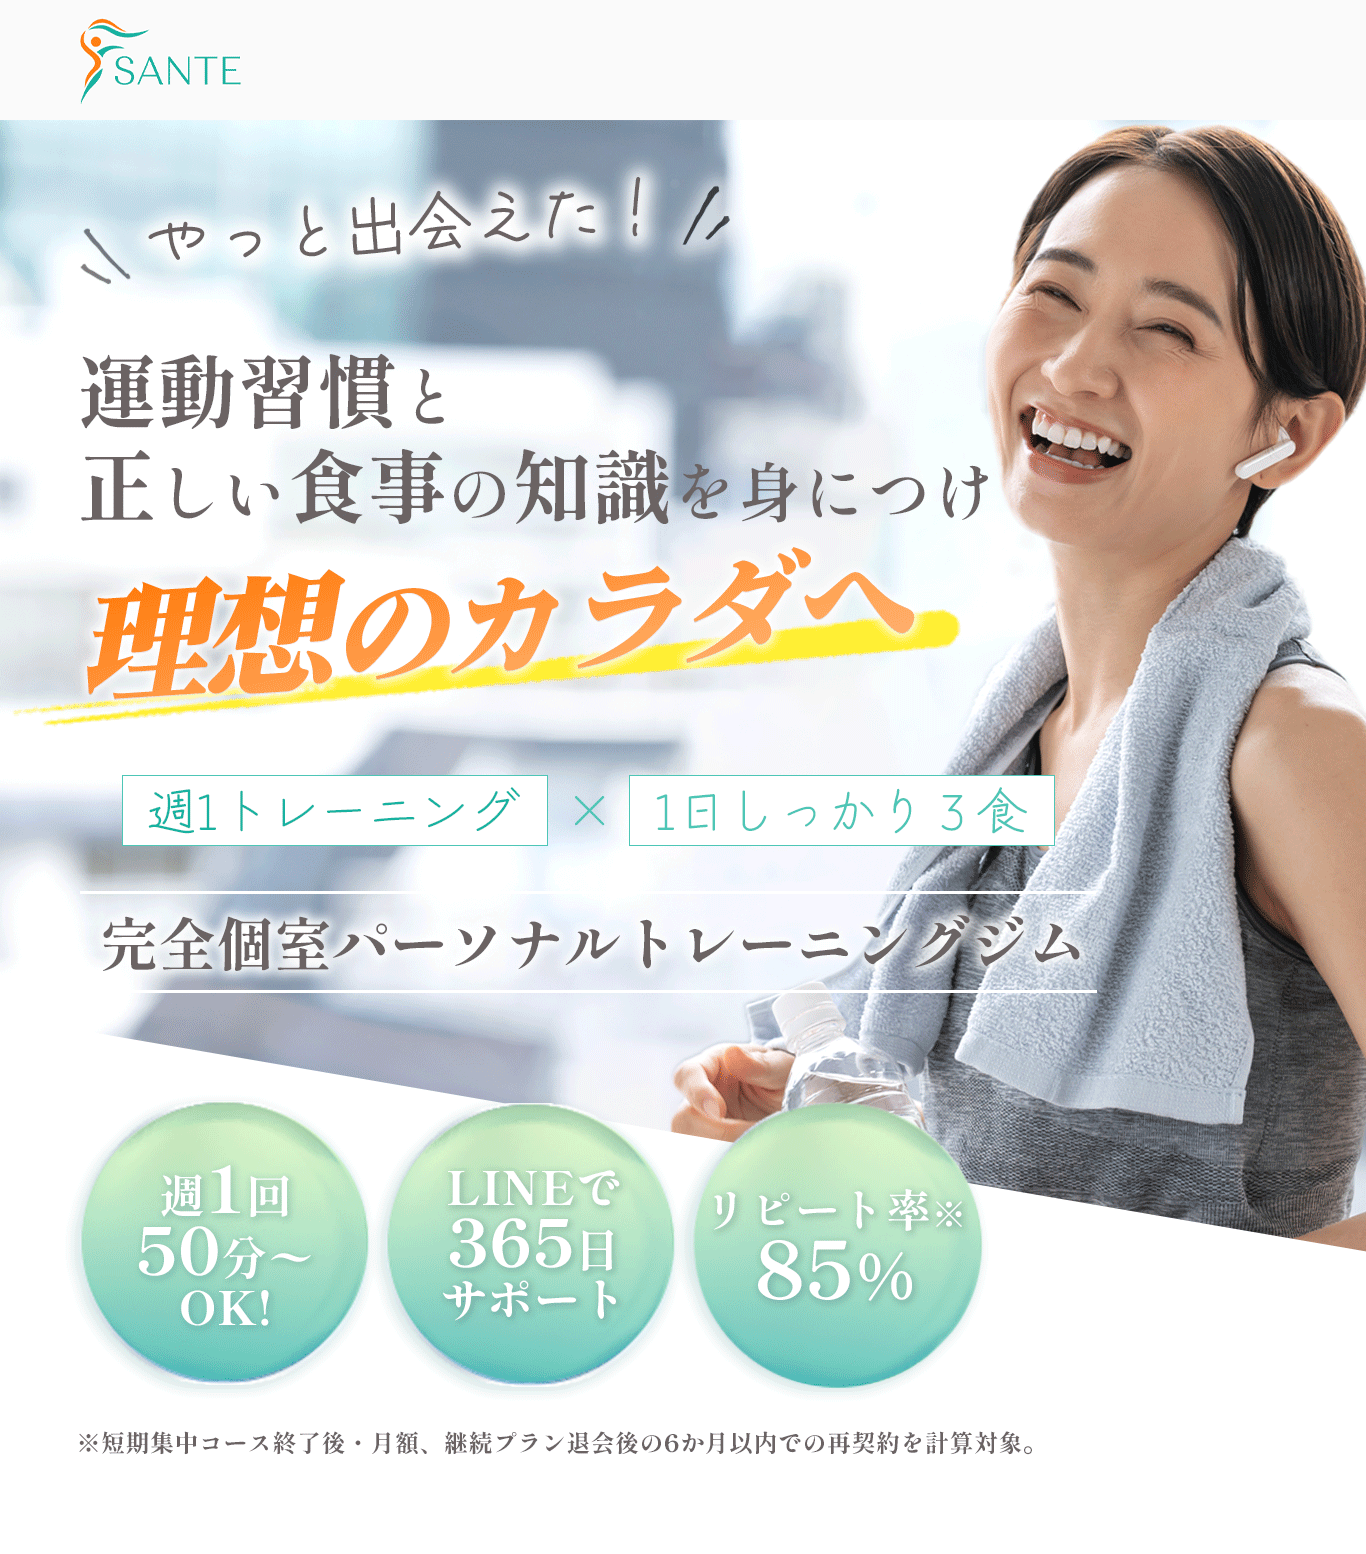 SANTE
やっと出会えた！
運動習慣と
正しい食事の知識を身につけ
理想のカラダへ
週1トレーニング × 1日しっかり３食
完全個室パーソナルトレーニングジム
週1回
50分～
OK!
LINEで
365日
サポート
リピート率※
85%
※短期集中コース終了後・月額、継続プラン退会後の6か月以内での再契約を計算対象。